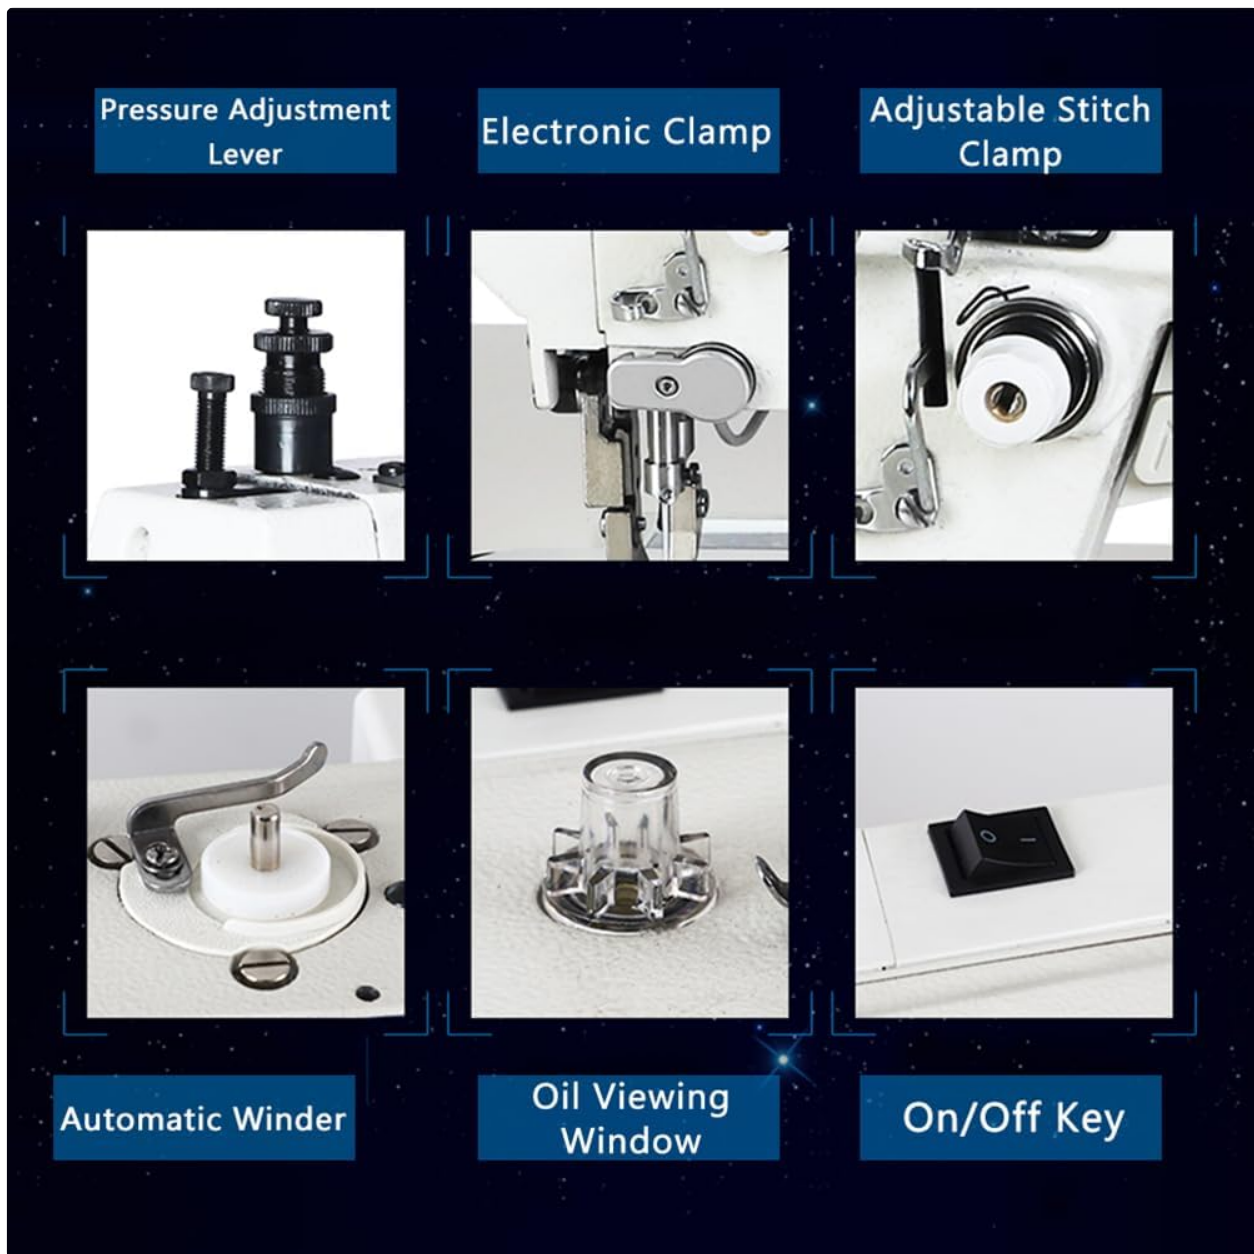 Pressure Adjustment
Lever
Electronic Clamp
Adjustable Stitch
Clamp
Automatic Winder
Oil Viewing
Window
On/Off Key